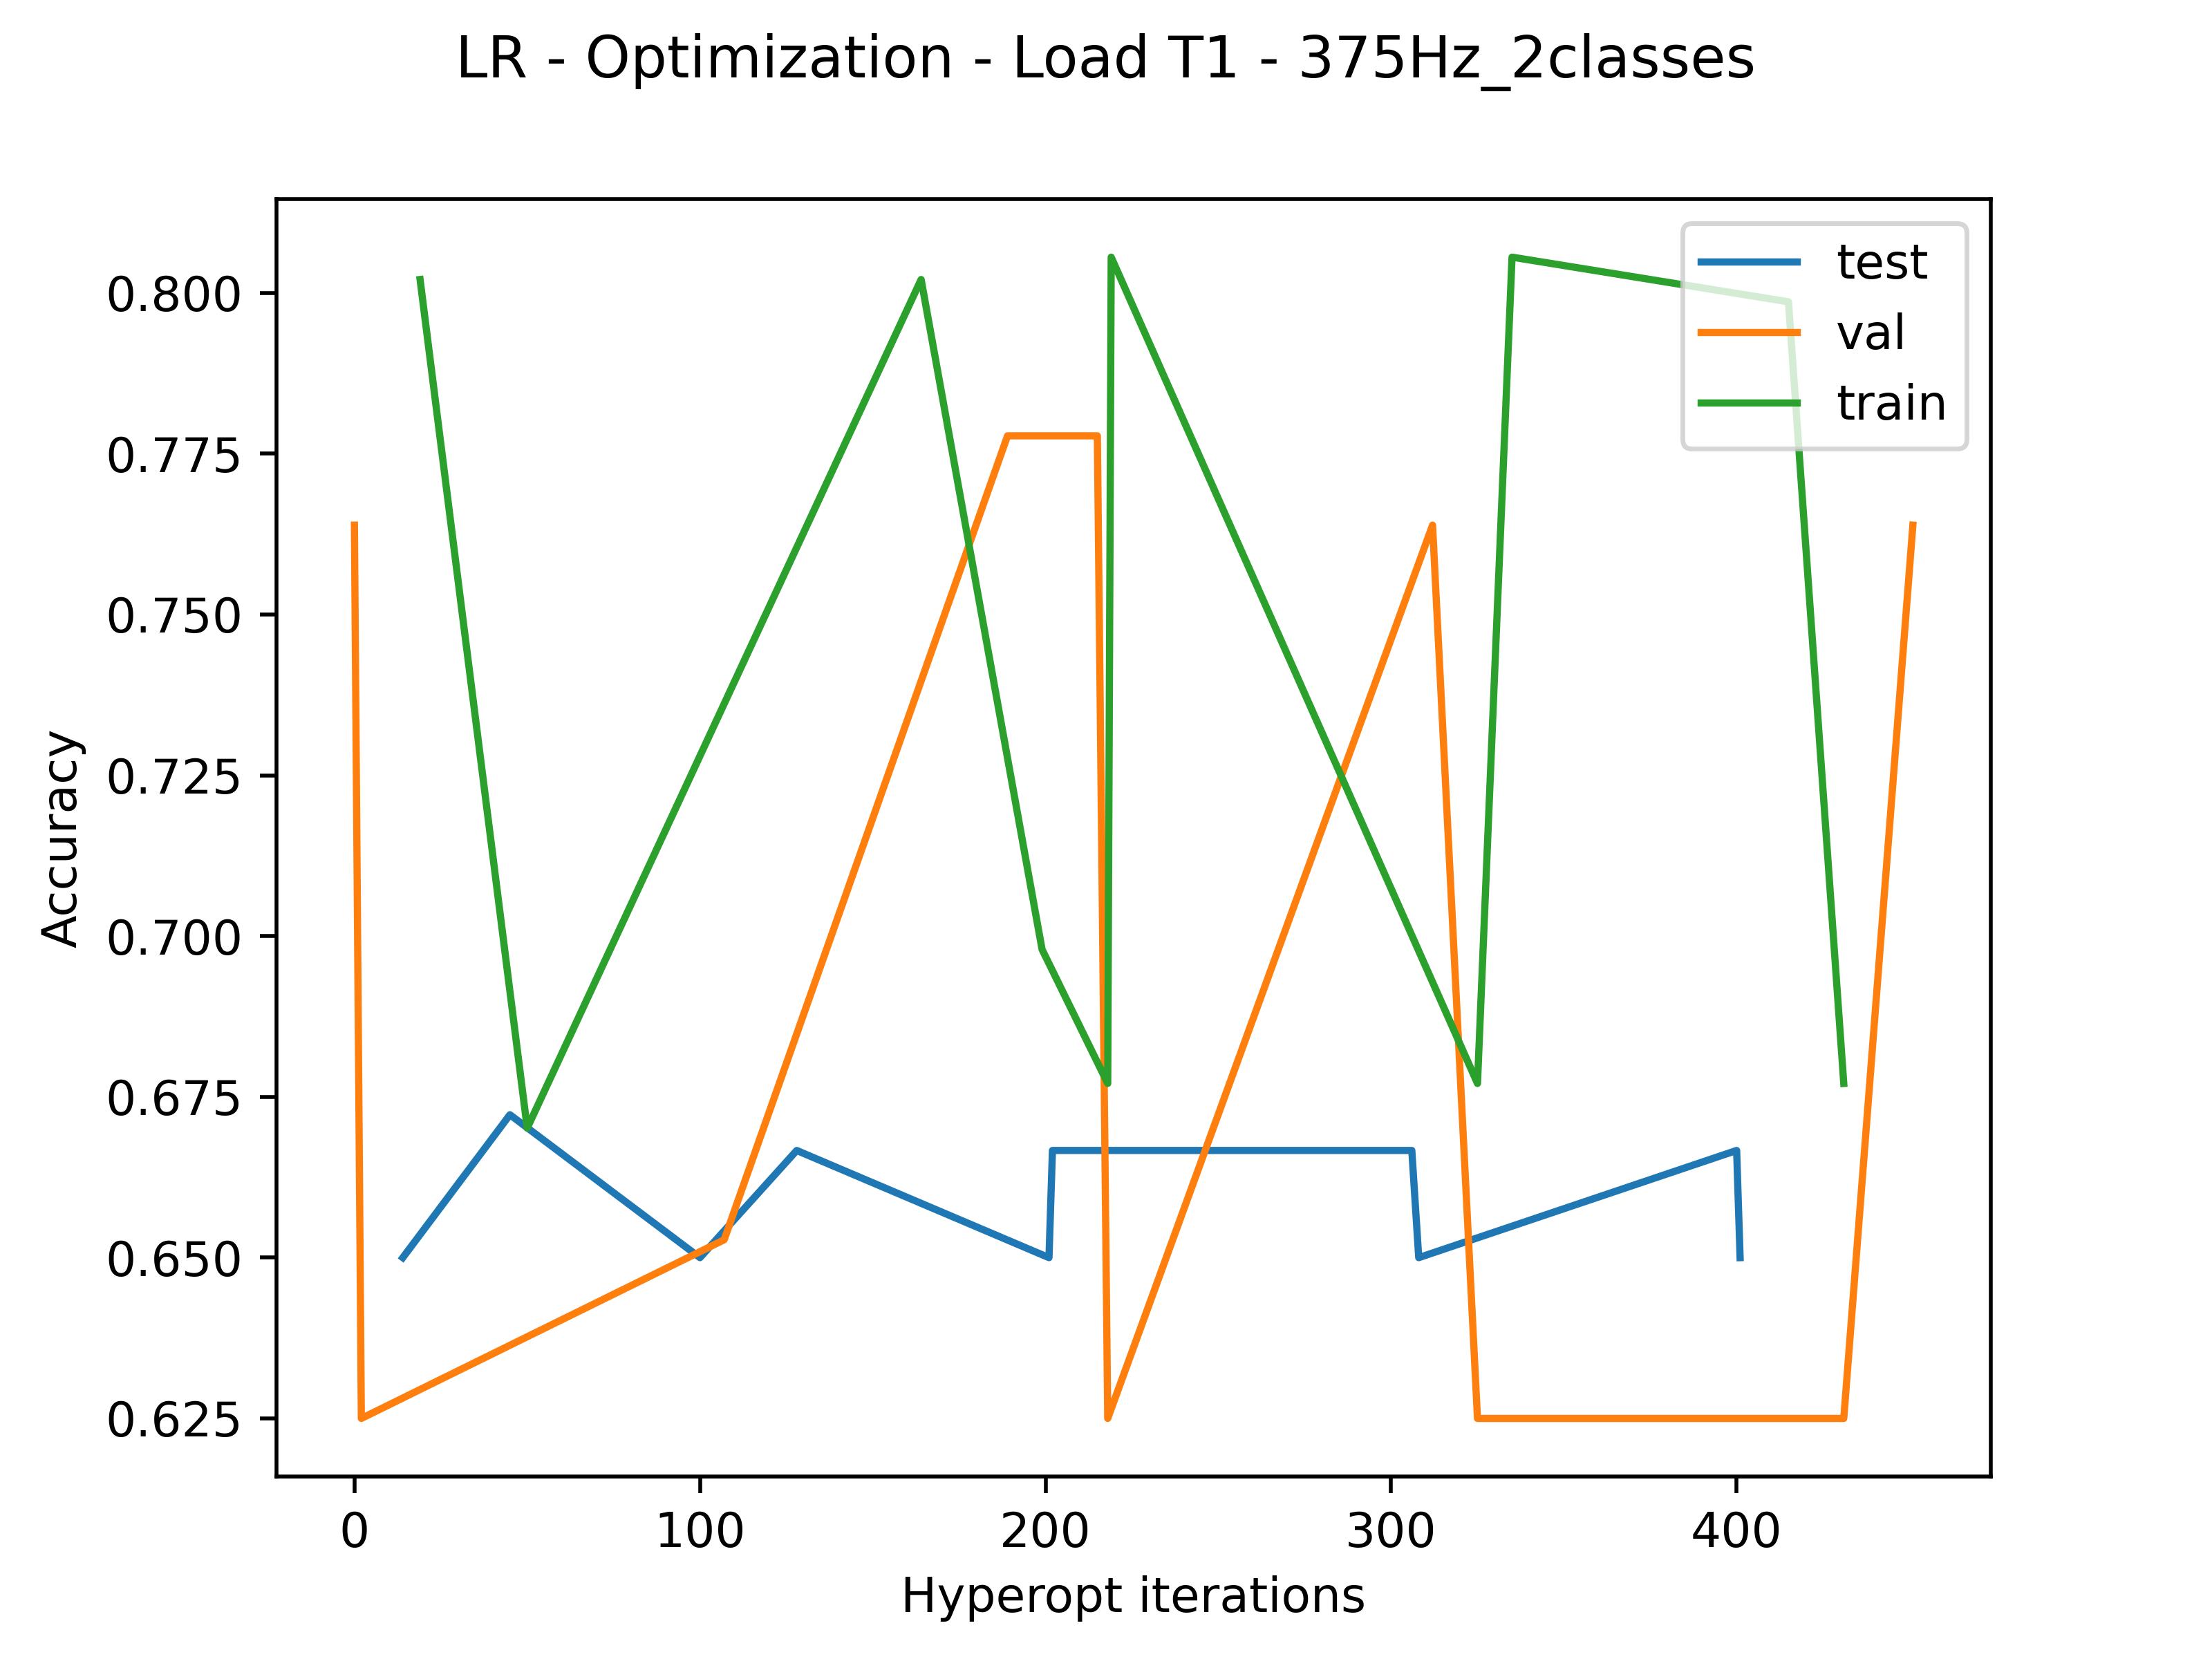 LR - Optimization - Load T1 - 375Hz_2classes
test
val
train
0.800
0.775
0.750
0.725
0.700
0.675
0.650
0.625
Accuracy
0 100 200 300 400
Hyperopt iterations